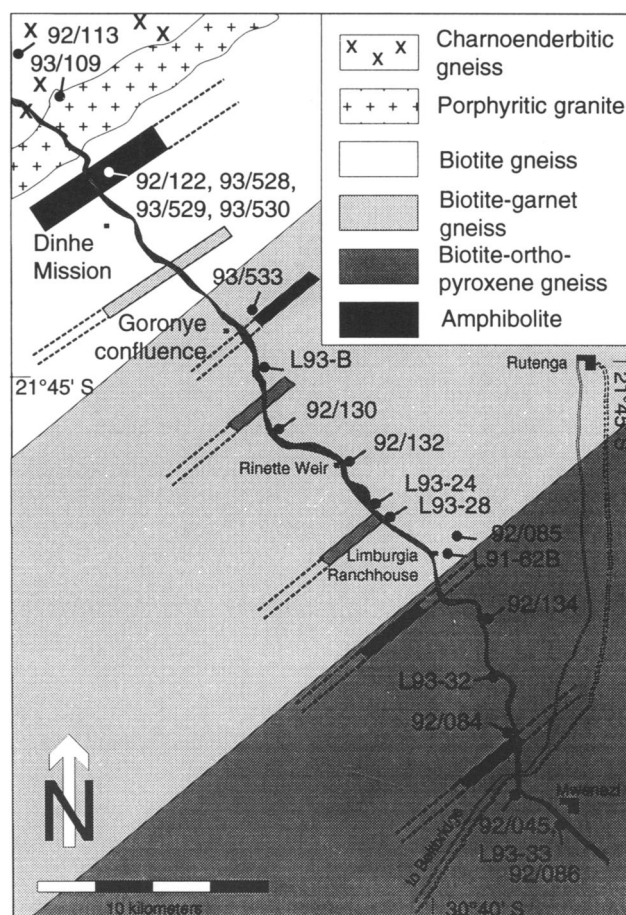 92/113
93/109
92/122, 93/528,
93/529, 93/530
Dinhe
Mission
93/533
Goronye
confluence
L93-B
21°45' S
92/130
92/132
Rinette Weir
L93-24
L93-28
92/085
Limburgia
Ranchhouse
L91-62B
92/134
L93-32
92/084
Mwenezi
92/045,
L93-33
92/086
to Beitbridge
30°40' S
Rutenga
21°45' S
N
10 kilometers
X X X Charnoenderbitic
gneiss
Porphyritic granite
Biotite gneiss
Biotite-garnet
gneiss
Biotite-ortho-
pyroxene gneiss
Amphibolite